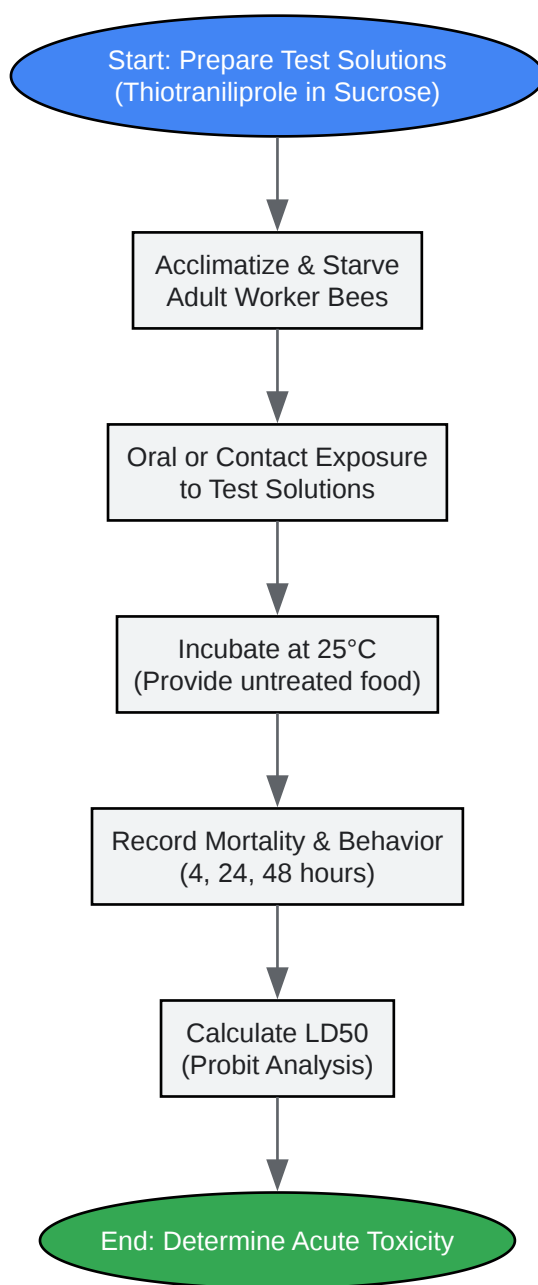 Start: Prepare Test Solutions
(Thiotraniliprole in Sucrose)
Acclimatize & Starve
Adult Worker Bees
Oral or Contact Exposure
to Test Solutions
Incubate at 25°C
(Provide untreated food)
Record Mortality & Behavior
(4, 24, 48 hours)
Calculate LD50
(Probit Analysis)
End: Determine Acute Toxicity